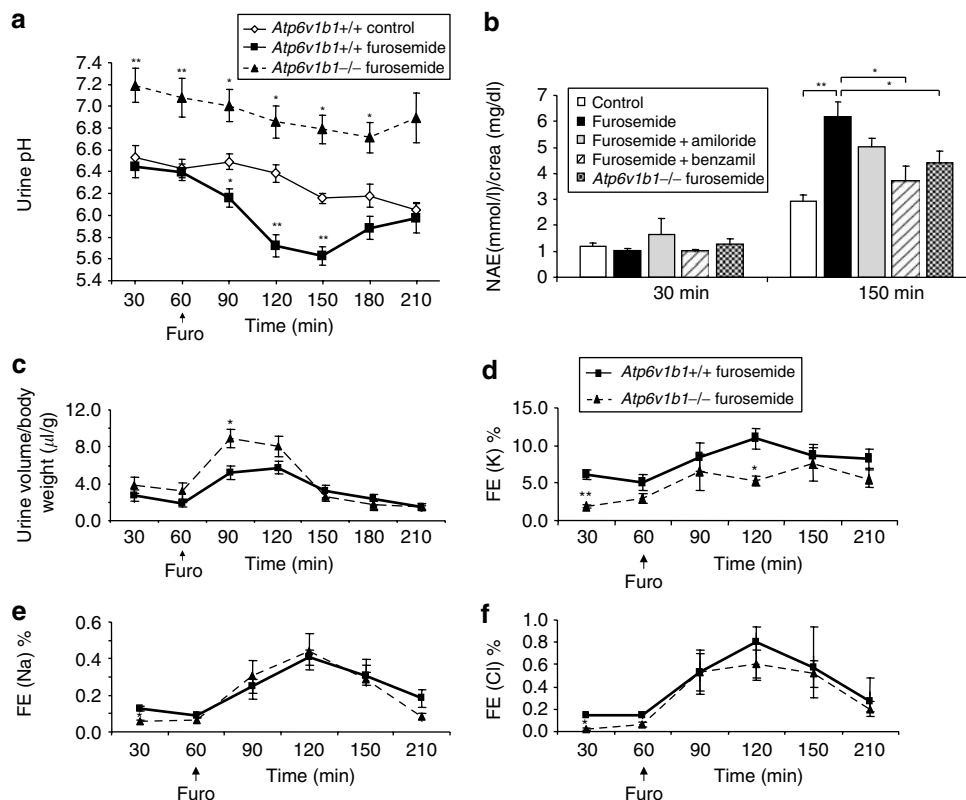 a
Atp6v1b1+/+ control
Atp6v1b1+/+ furosemide
Atp6v1b1−/− furosemide
Urine pH
7.4
7.2
7.0
6.8
6.6
6.4
6.2
6.0
5.8
5.6
5.4
** ** * * * *
* ** **
30 60 90 120 150 180 210
Furo
Time (min)
b
NAE(mmol/l)/crea (mg/dl)
7
6
5
4
3
2
1
0
Control
Furosemide
Furosemide + amiloride
Furosemide + benzamil
Atp6v1b1−/− furosemide
**
*
*
30 min 150 min
c
Urine volume/body
weight (µl/g)
12.0
8.0
4.0
0.0
*
30 60 90 120 150 180 210
Furo
Time (min)
d
Atp6v1b1+/+ furosemide
Atp6v1b1−/− furosemide
FE (K) %
15.0
10.0
5.0
0.0
** *
30 60 90 120 150 210
Furo
Time (min)
e
FE (Na) %
0.6
0.4
0.2
0.0
*
30 60 90 120 150 210
Furo
Time (min)
f
FE (Cl) %
1.0
0.8
0.6
0.4
0.2
0.0
*
30 60 90 120 150 210
Furo
Time (min)